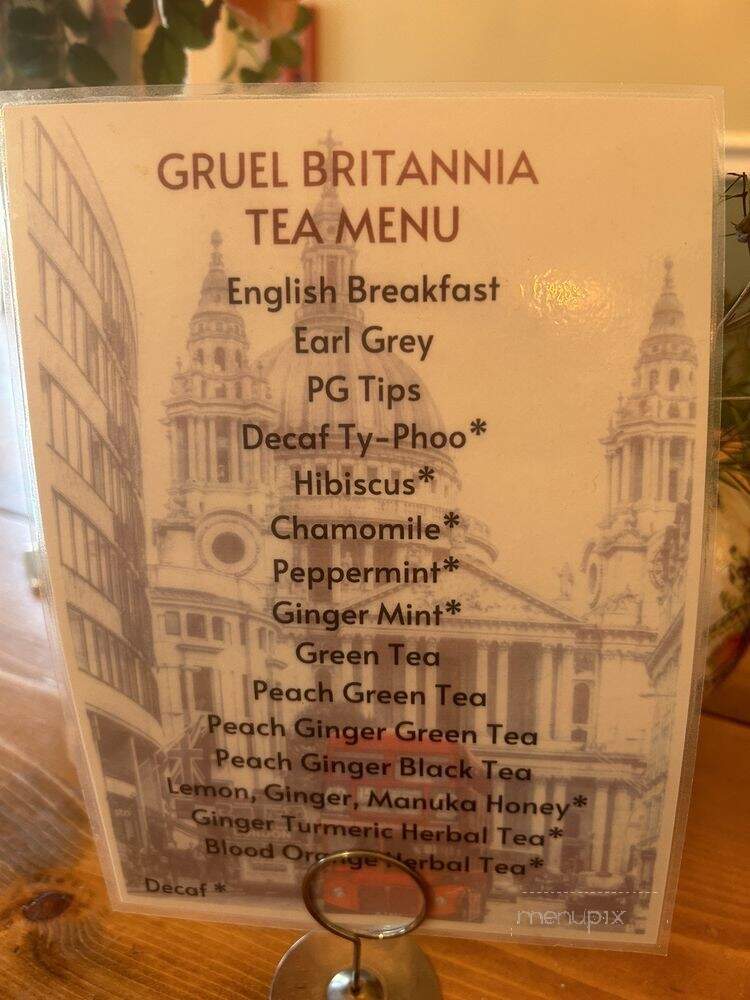 GRUEL BRITANNIA
TEA MENU
English Breakfast
Earl Grey
PG Tips
Decaf Ty-Phoo*
Hibiscus*
Chamomile*
Peppermint*
Ginger Mint*
Green Tea
Peach Green Tea
Peach Ginger Green Tea
Peach Ginger Black Tea
Lemon, Ginger, Manuka Honey*
Ginger Turmeric Herbal Tea*
Blood Orange Herbal Tea*
Decaf *
menupix